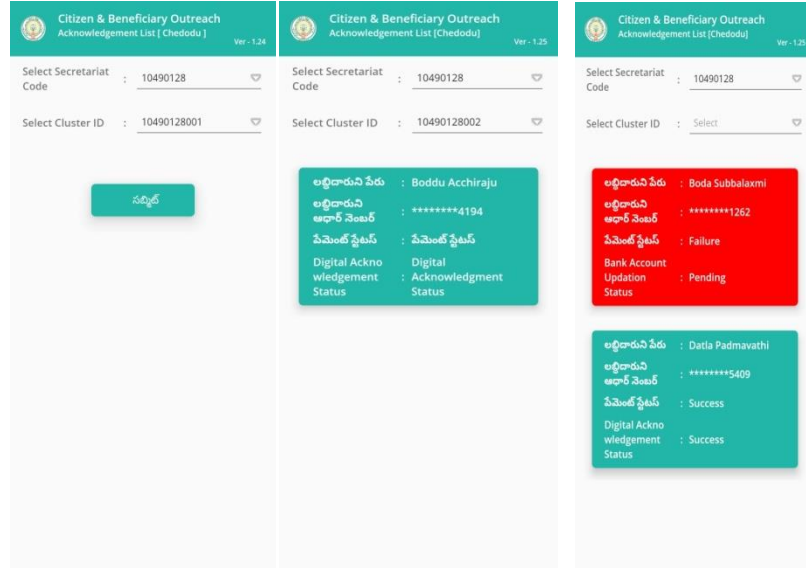 Citizen & Beneficiary Outreach
Acknowledgement List [ Chedodu ]
Ver - 1.24
Select Secretariat
Code
: 10490128
Select Cluster ID : 10490128001
సబ్మిట్
Citizen & Beneficiary Outreach
Acknowledgement List [Chedodu]
Ver - 1.25
Select Secretariat
Code
: 10490128
Select Cluster ID : 10490128002
లబ్ధిదారుని పేరు : Boddu Acchiraju
లబ్ధిదారుని
ఆధార్ నెంబర్
: ********4194
పేమెంట్ స్టేటస్ : పేమెంట్ స్టేటస్
Digital Ackno
wledgement
Status
: Digital
Acknowledgment
Status
Citizen & Beneficiary Outreach
Acknowledgement List [Chedodu]
Ver - 1.25
Select Secretariat
Code
: 10490128
Select Cluster ID : Select
లబ్ధిదారుని పేరు : Boda Subbalaxmi
లబ్ధిదారుని
ఆధార్ నెంబర్
: ********1262
పేమెంట్ స్టేటస్ : Failure
Bank Account
Updation
Status
: Pending
లబ్ధిదారుని పేరు : Datla Padmavathi
లబ్ధిదారుని
ఆధార్ నెంబర్
: ********5409
పేమెంట్ స్టేటస్ : Success
Digital Ackno
wledgement
Status
: Success